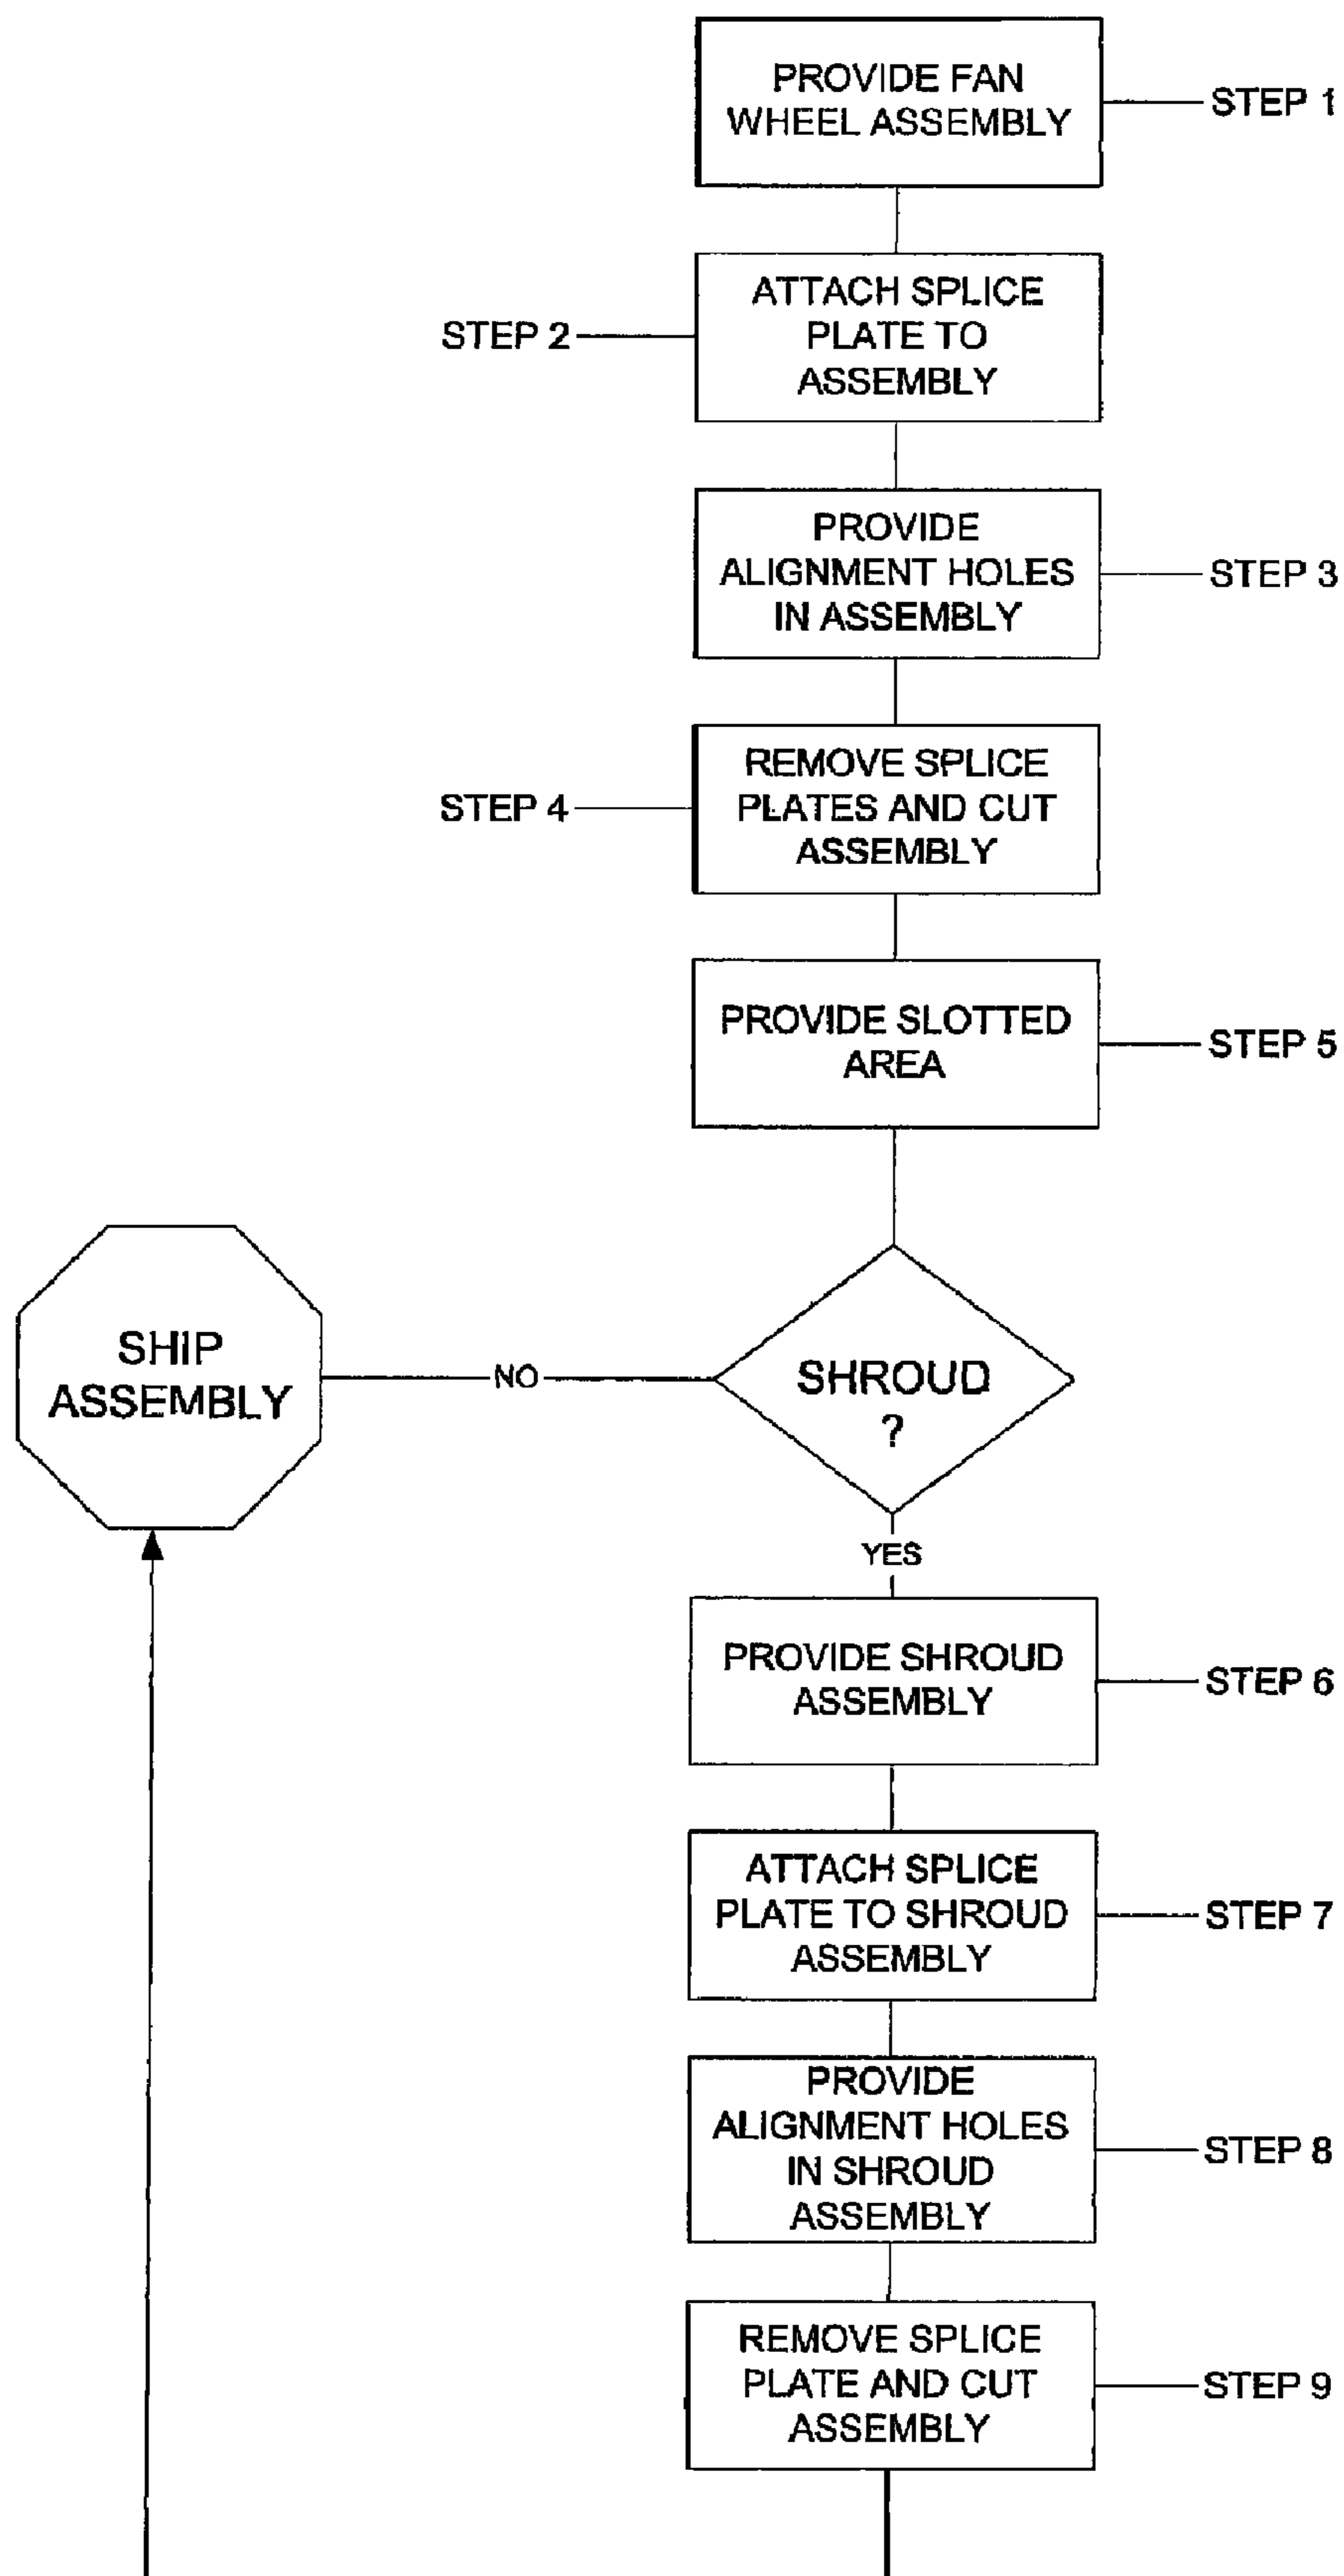 PROVIDE FAN
WHEEL ASSEMBLY
STEP 1
ATTACH SPLICE
PLATE TO
ASSEMBLY
STEP 2
PROVIDE
ALIGNMENT HOLES
IN ASSEMBLY
STEP 3
REMOVE SPLICE
PLATES AND CUT
ASSEMBLY
STEP 4
PROVIDE SLOTTED
AREA
STEP 5
SHROUD
?
NO
SHIP
ASSEMBLY
YES
PROVIDE SHROUD
ASSEMBLY
STEP 6
ATTACH SPLICE
PLATE TO SHROUD
ASSEMBLY
STEP 7
PROVIDE
ALIGNMENT HOLES
IN SHROUD
ASSEMBLY
STEP 8
REMOVE SPLICE
PLATE AND CUT
ASSEMBLY
STEP 9